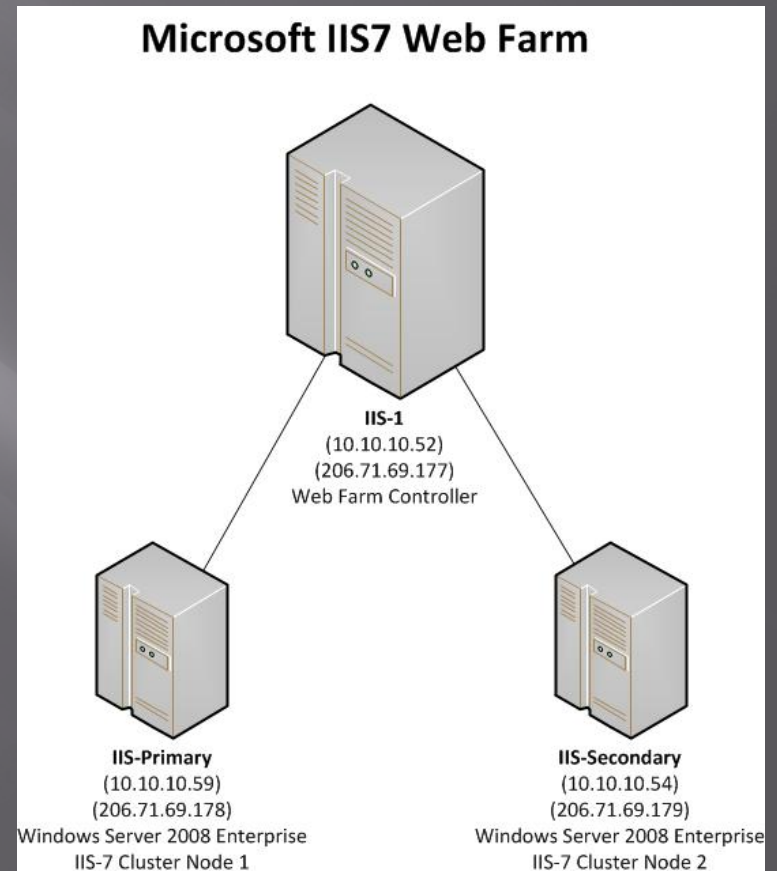 Microsoft IIS7 Web Farm
IIS-1
(10.10.10.52)
(206.71.69.177)
Web Farm Controller
IIS-Primary
(10.10.10.59)
(206.71.69.178)
Windows Server 2008 Enterprise
IIS-7 Cluster Node 1
IIS-Secondary
(10.10.10.54)
(206.71.69.179)
Windows Server 2008 Enterprise
IIS-7 Cluster Node 2